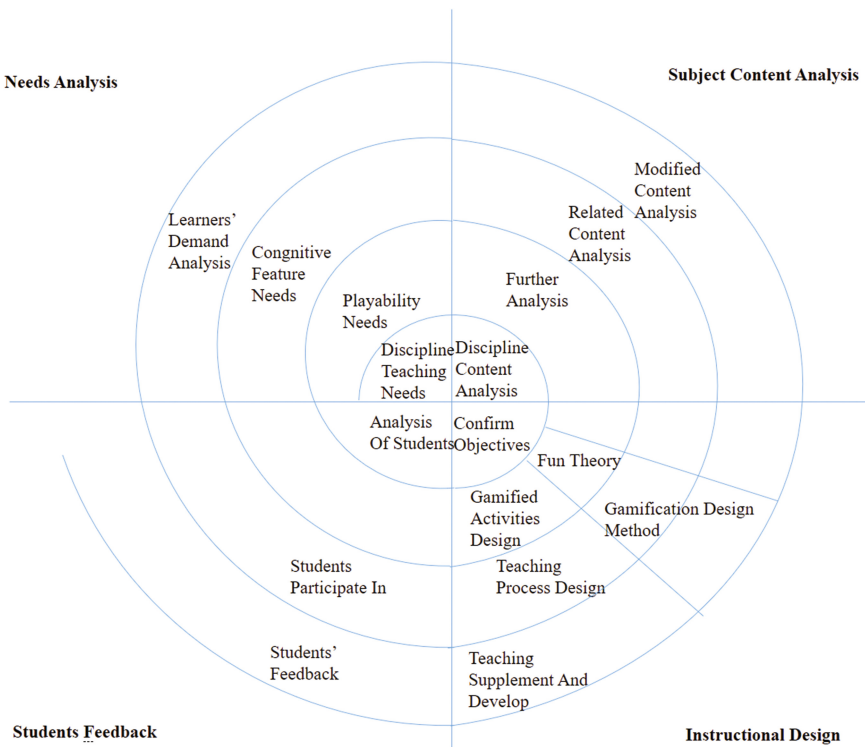 Needs Analysis
Subject Content Analysis
Modified
Content
Analysis
Learners'
Demand
Analysis
Related
Content
Analysis
Congnitive
Feature
Needs
Further
Analysis
Playability
Needs
Discipline
Teaching
Needs
Discipline
Content
Analysis
Analysis
Of Students
Confirm
Objectives
Fun Theory
Gamified
Activities
Design
Gamification Design
Method
Students
Participate In
Teaching
Process Design
Students'
Feedback
Teaching
Supplement And
Develop
Students Feedback
Instructional Design